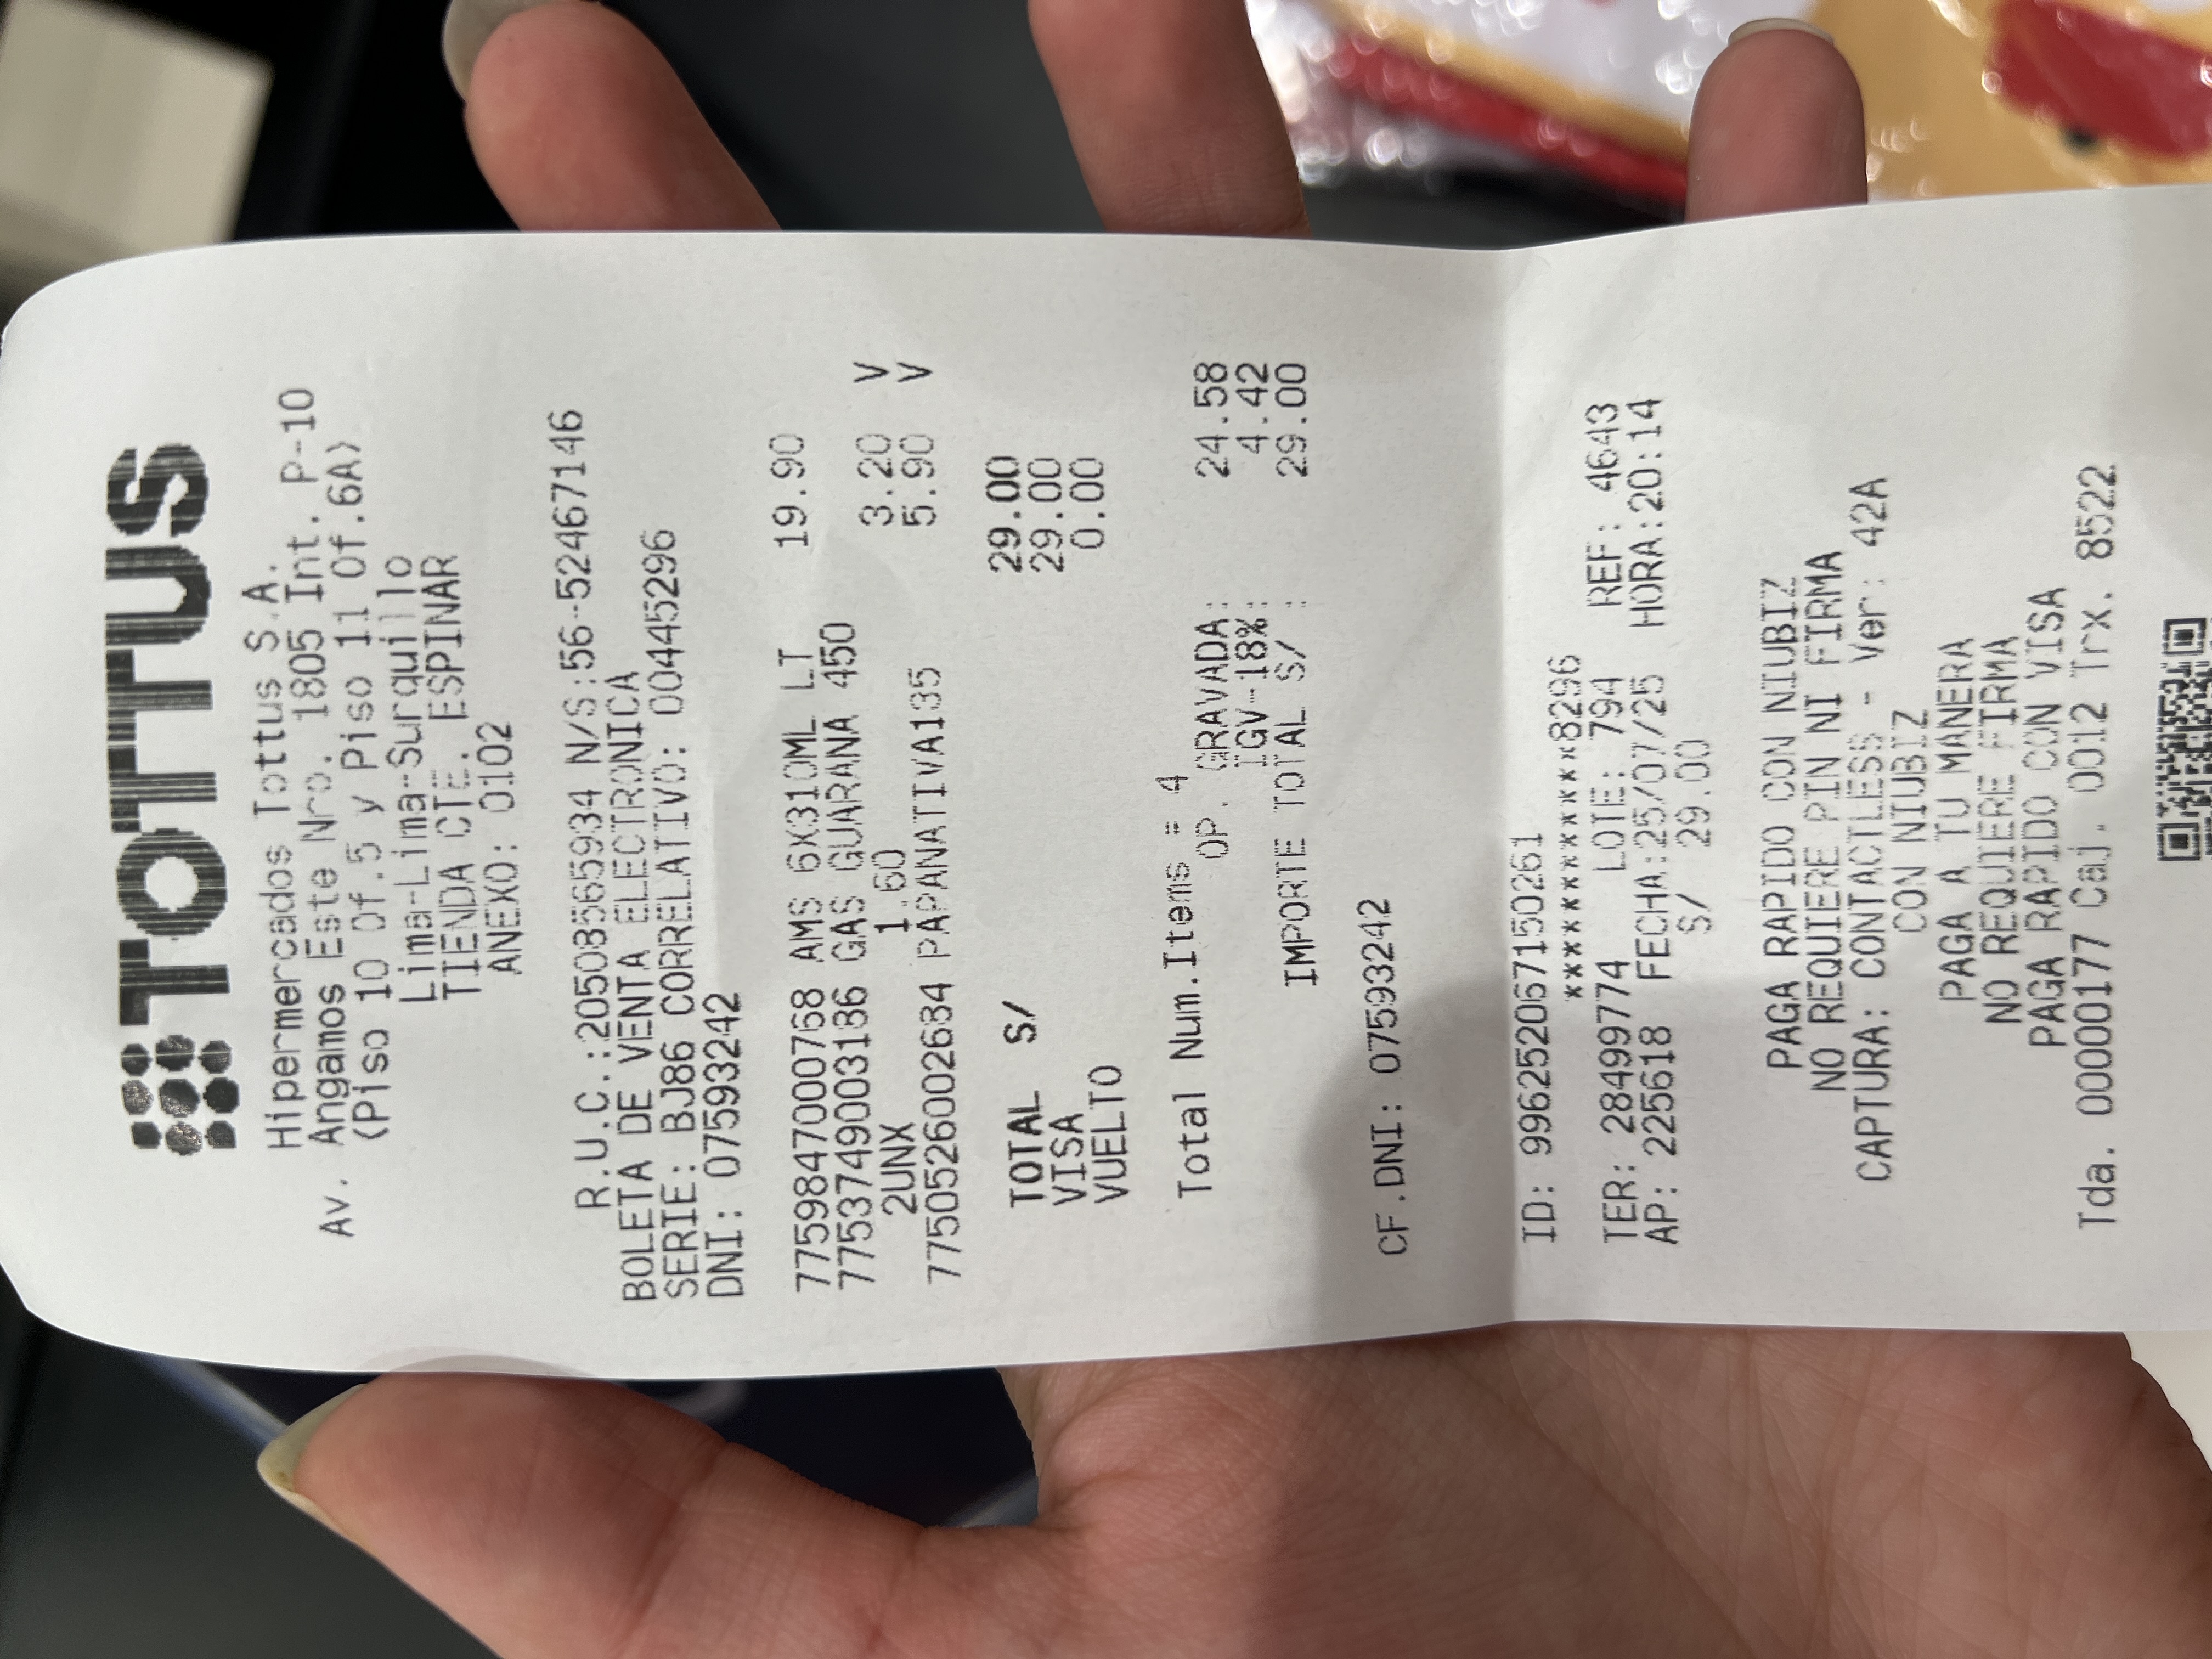 TOTTUS
Hipermercados Tottus S.A.
Av. Angamos Este Nro. 1805 Int. P-10
(Piso 10 Of.5 y Piso 11 Of.6A)
Lima-Lima-Surquillo
TIENDA CTE. ESPINAR
ANEXO: 0102
R.U.C.:20508565934 N/S:56-52467146
BOLETA DE VENTA ELECTRONICA
SERIE: BJ86 CORRELATIVO: 00445296
DNI: 07593242
7759847000768 AMS 6X310ML LT 19.90
7753749003186 GAS GUARANA 450
2UNX 1.60 3.20 V
7750526002684 PAPANATIVA135 5.90 V
TOTAL S/ 29.00
VISA 29.00
VUELTO 0.00
Total Num.Items = 4
OP. GRAVADA: 24.58
IGV-18%: 4.42
IMPORTE TOTAL S/ : 29.00
CF.DNI: 07593242
ID: 996252067150261
************8296
TER: 28499774 LOTE: 794 REF: 4643
AP: 225618 FECHA:25/07/25 HORA:20:14
S/ 29.00
PAGA RAPIDO CON NIUBIZ
NO REQUIERE PIN NI FIRMA
CAPTURA: CONTACTLESS - Ver: 42A
CON NIUBIZ
PAGA A TU MANERA
NO REQUIERE FIRMA
PAGA RAPIDO CON VISA
Tda. 00000177 Caj. 0012 Trx. 8522